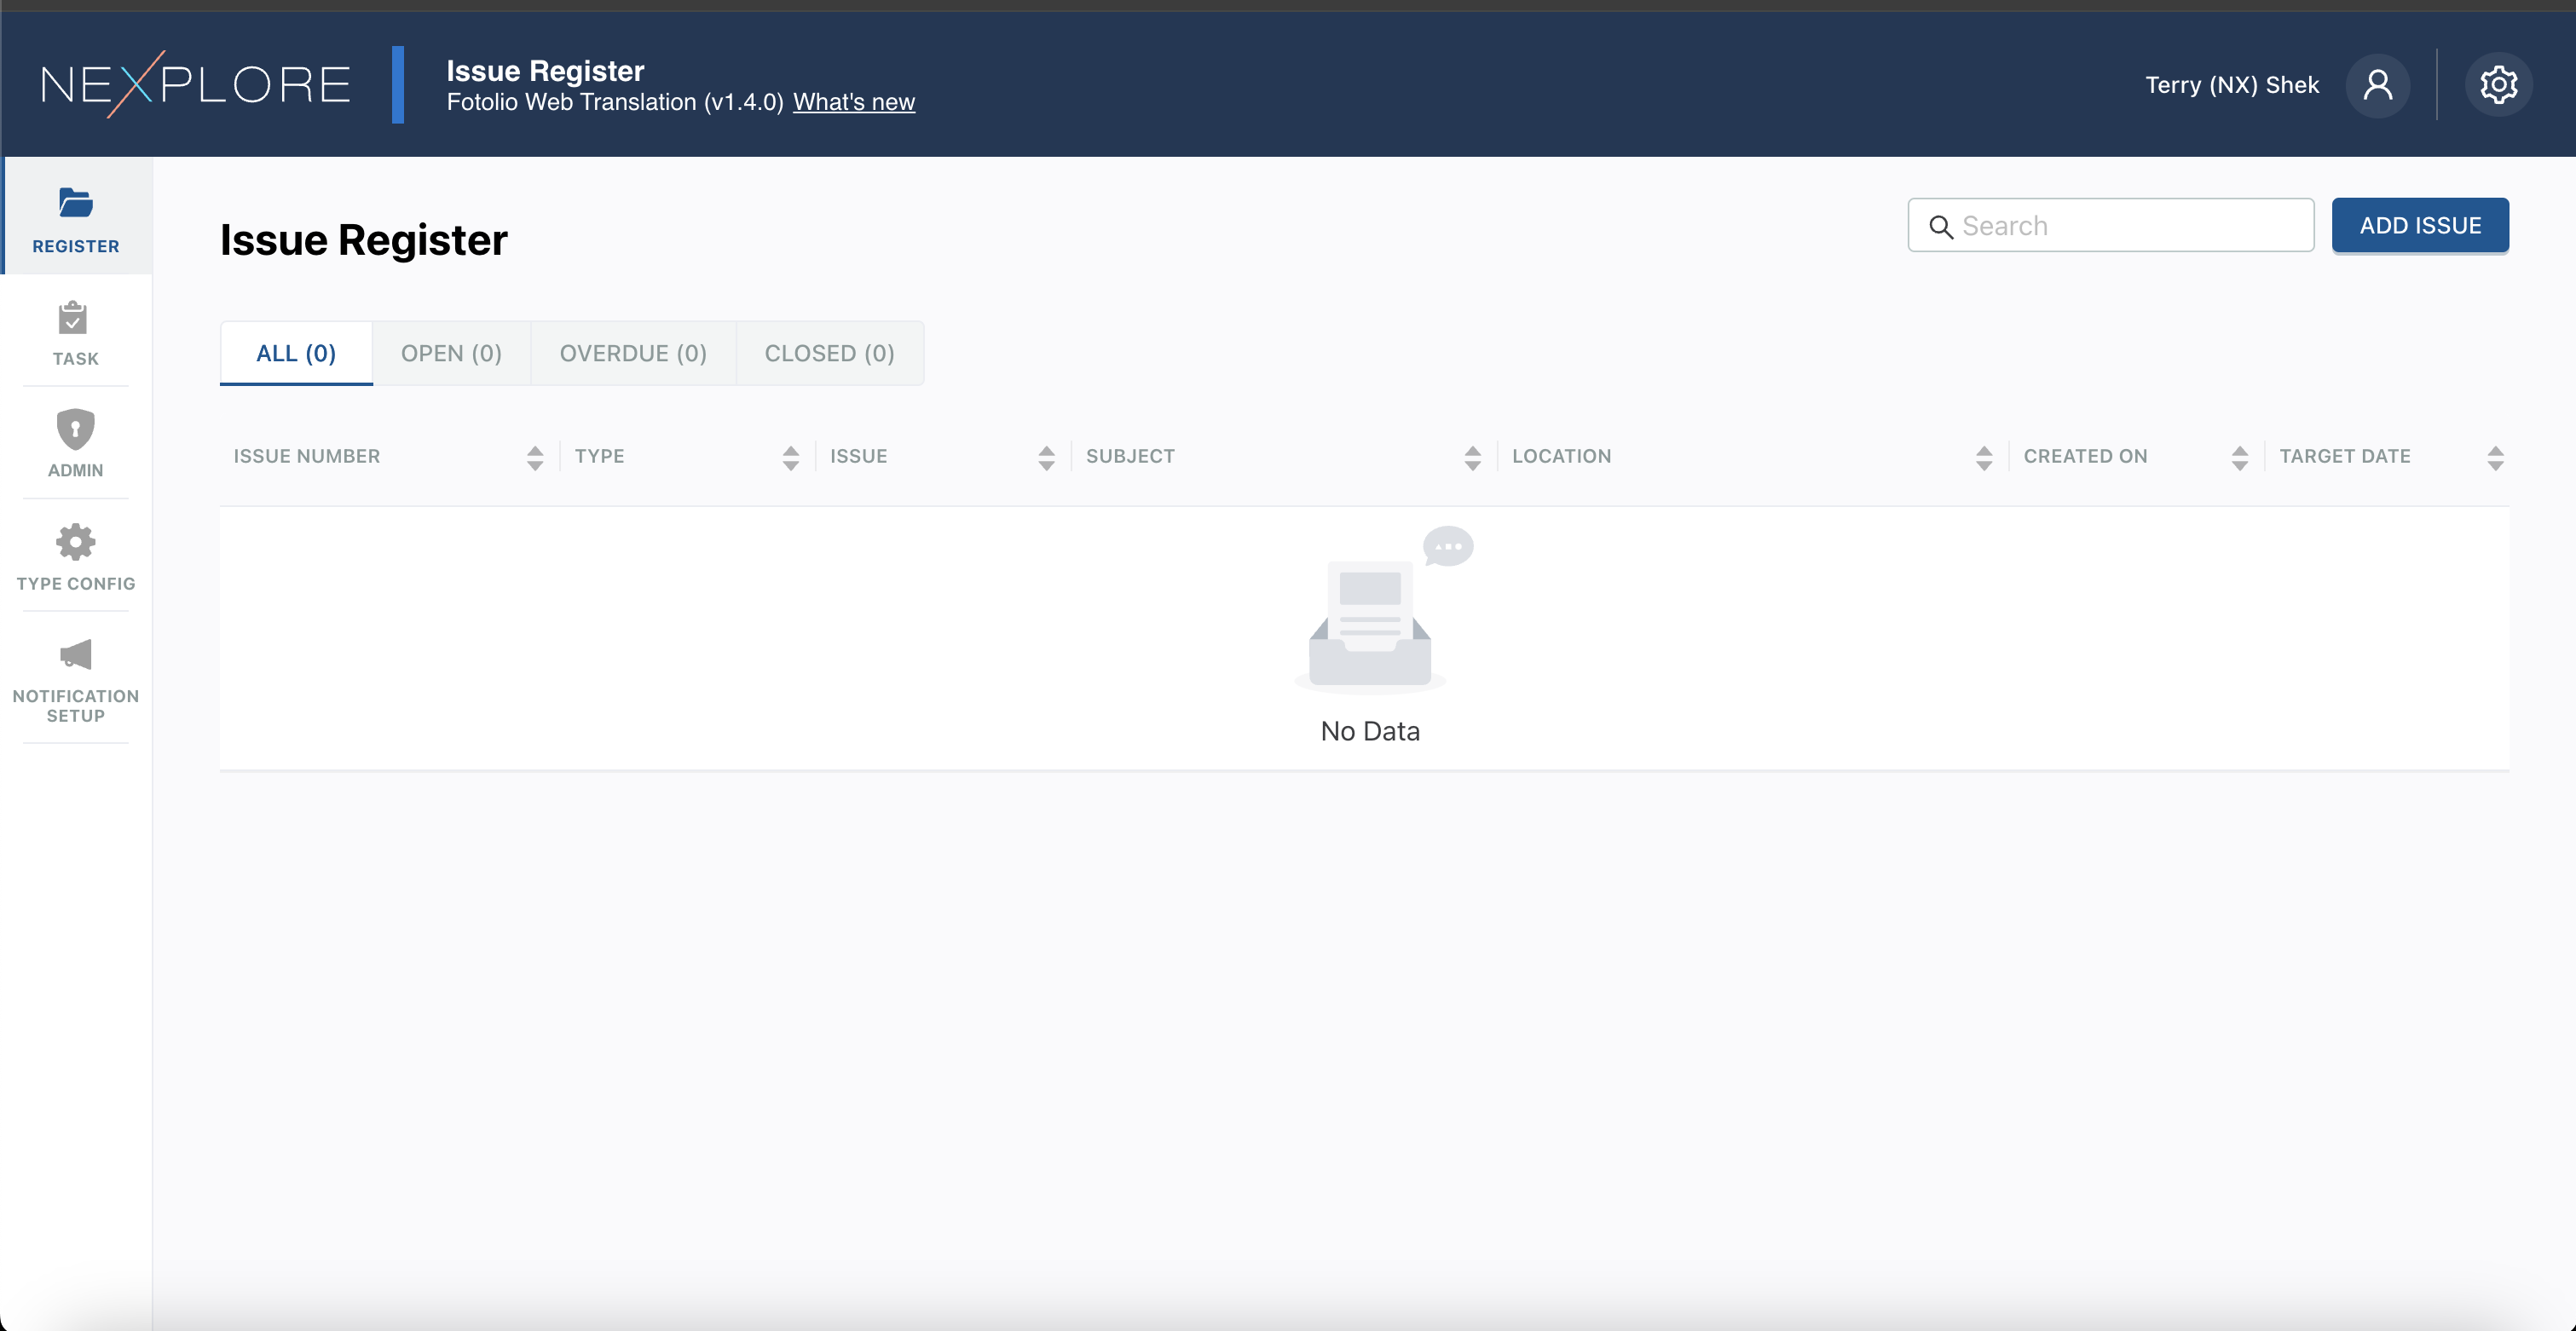 NEXPLORE
Issue Register
Fotolio Web Translation (v1.4.0) What's new
Terry (NX) Shek
REGISTER
TASK
ADMIN
TYPE CONFIG
NOTIFICATION
SETUP
Issue Register
Search
ADD ISSUE
ALL (0) OPEN (0) OVERDUE (0) CLOSED (0)
ISSUE NUMBER TYPE ISSUE SUBJECT LOCATION CREATED ON TARGET DATE
No Data